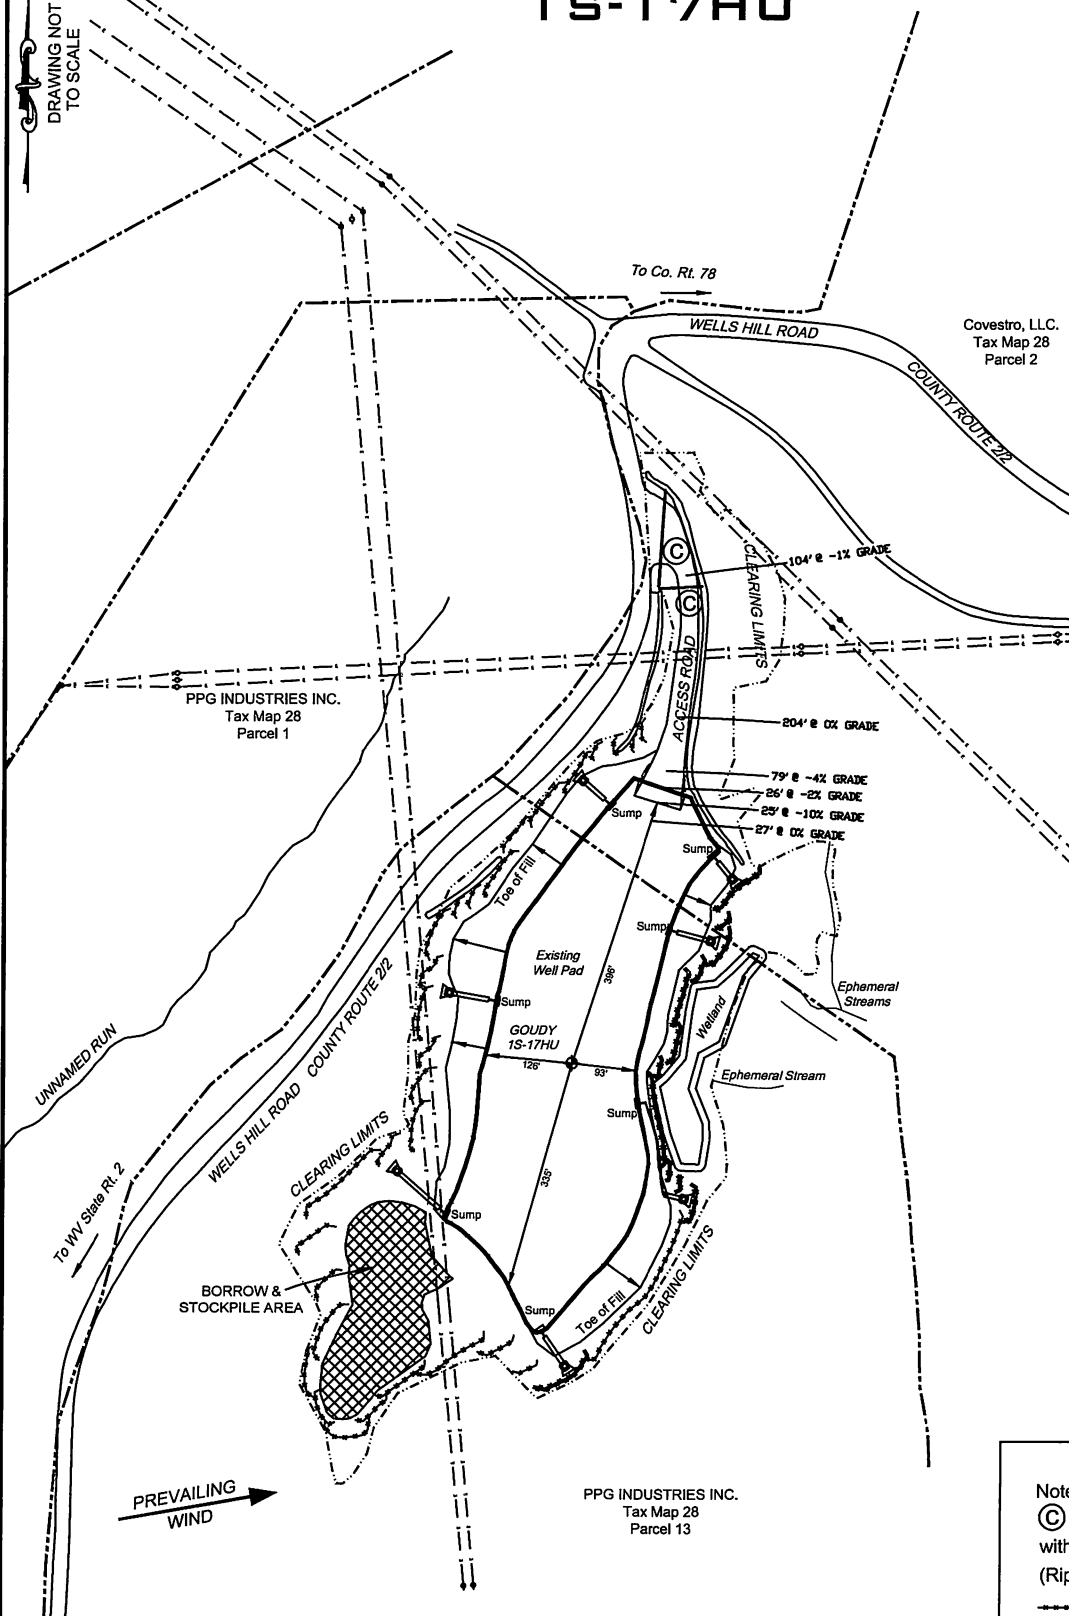 1S-17HU
DRAWING NOT
TO SCALE
To Co. Rt. 78
WELLS HILL ROAD
Covestro, LLC.
Tax Map 28
Parcel 2
COUNTY ROUTE 2/2
C
104' @ -1% GRADE
CLEARING LIMITS
C
ACCESS ROAD
PPG INDUSTRIES INC.
Tax Map 28
Parcel 1
204' @ 0% GRADE
79' @ -4% GRADE
26' @ -2% GRADE
25' @ -10% GRADE
27' @ 0% GRADE
Sump
Sump
Toe of Fill
Sump
Existing
Well Pad
396'
Ephemeral
Streams
Sump
Wetland
GOUDY
1S-17HU
126'
93'
Ephemeral Stream
UNNAMED RUN
WELLS HILL ROAD COUNTY ROUTE 2/2
Sump
CLEARING LIMITS
335'
To WV State Rt. 2
Sump
BORROW &
STOCKPILE AREA
Sump
Toe of Fill
CLEARING LIMITS
PREVAILING
WIND
PPG INDUSTRIES INC.
Tax Map 28
Parcel 13
Note
C
with
(Rip